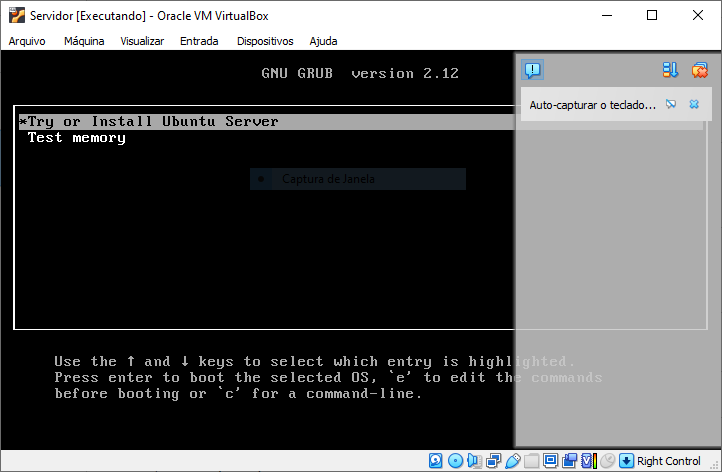 Servidor [Executando] - Oracle VM VirtualBox
Arquivo Máquina Visualizar Entrada Dispositivos Ajuda
GNU GRUB version 2.12
Auto-capturar o teclado...
*Try or Install Ubuntu Server
Test memory
Captura de Janela
Use the ↑ and ↓ keys to select which entry is highlighted.
Press enter to boot the selected OS, `e' to edit the commands
before booting or `c' for a command-line.
Right Control